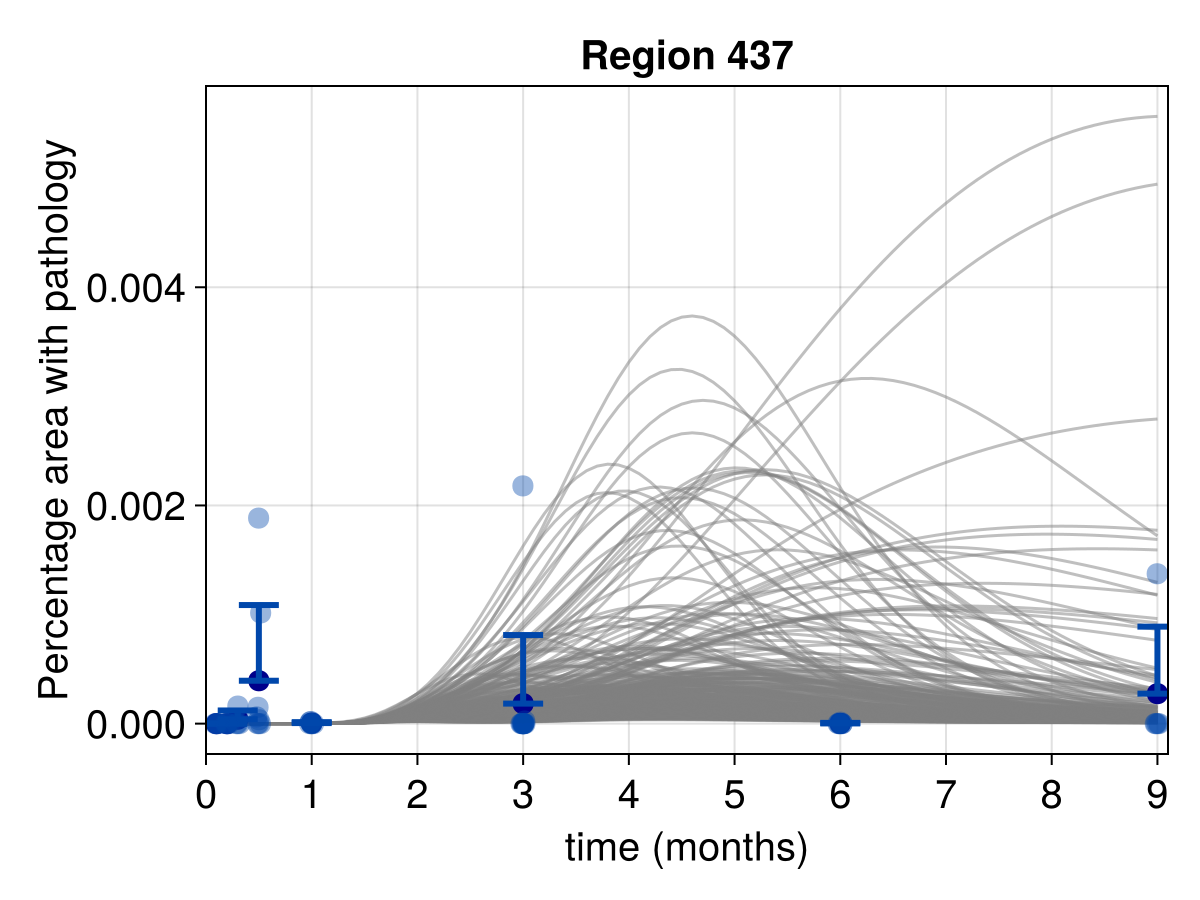 Region 437
Percentage area with pathology
0.004
0.002
0.000
0 1 2 3 4 5 6 7 8 9
time (months)